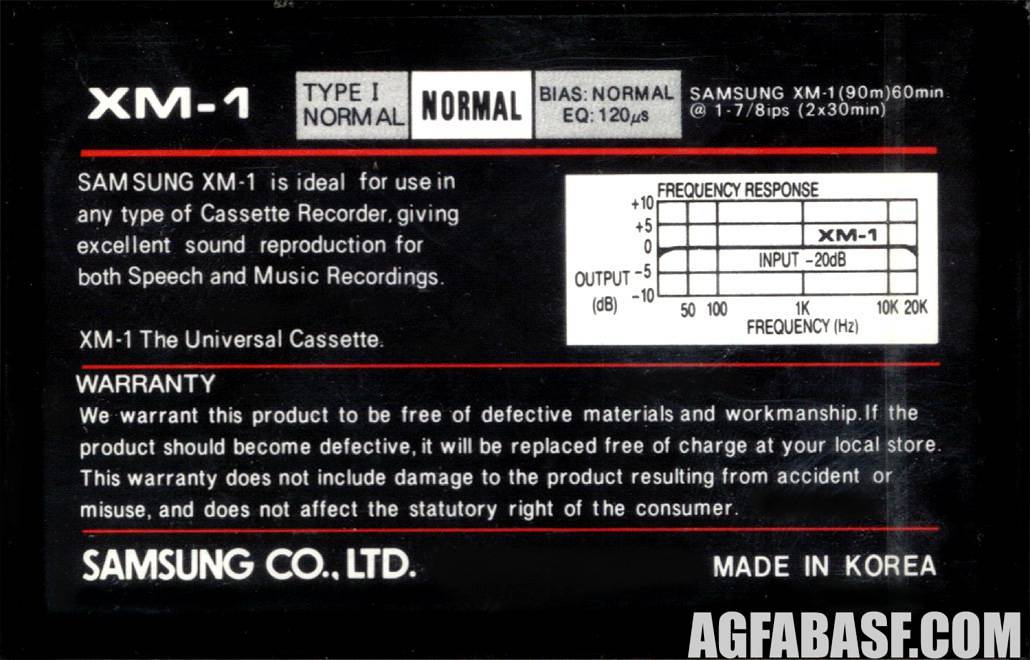 XM-1
TYPE I
NORMAL
NORMAL
BIAS: NORMAL
EQ: 120μs
SAMSUNG XM-1(90m)60min.
@ 1-7/8ips (2x30min)
SAMSUNG XM-1 is ideal for use in
any type of Cassette Recorder, giving
excellent sound reproduction for
both Speech and Music Recordings.
XM-1 The Universal Cassette.
FREQUENCY RESPONSE
+10
+5
0
-5
-10
OUTPUT
(dB)
XM-1
INPUT -20dB
50 100 1K 10K 20K
FREQUENCY (Hz)
WARRANTY
We warrant this product to be free of defective materials and workmanship. If the
product should become defective, it will be replaced free of charge at your local store.
This warranty does not include damage to the product resulting from accident or
misuse, and does not affect the statutory right of the consumer.
SAMSUNG CO., LTD.
MADE IN KOREA
AGFABASF.COM